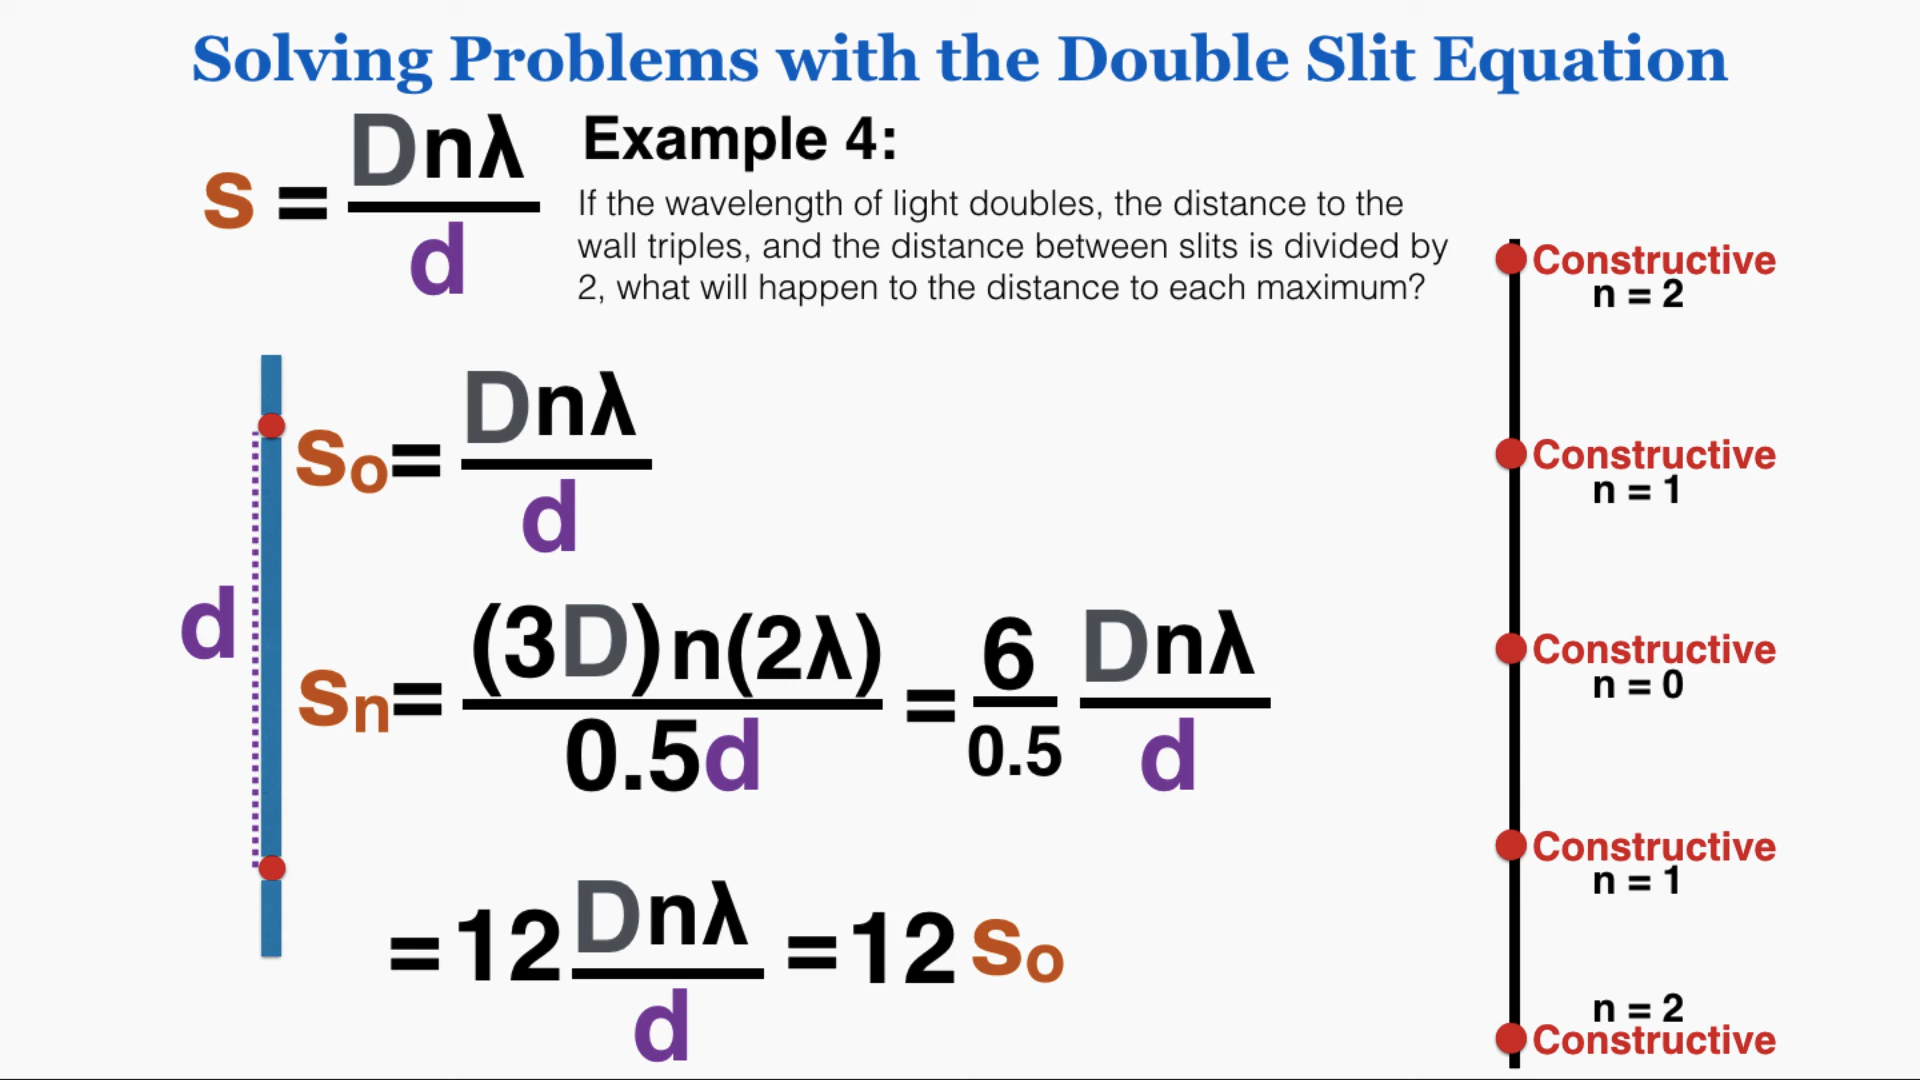 Solving Problems with the Double Slit Equation
s = Dnλ / d
Example 4:
If the wavelength of light doubles, the distance to the
wall triples, and the distance between slits is divided by
2, what will happen to the distance to each maximum?
d
so = Dnλ / d
sn = (3D)n(2λ) / 0.5d = 6 / 0.5 Dnλ / d
= 12 Dnλ / d = 12 so
Constructive
n = 2
Constructive
n = 1
Constructive
n = 0
Constructive
n = 1
n = 2
Constructive